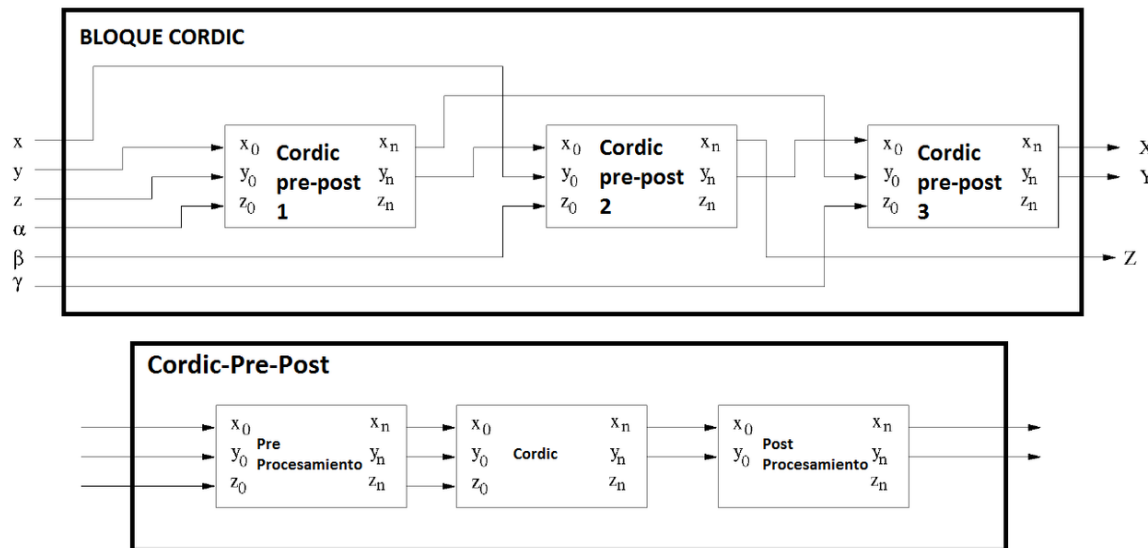 BLOQUE CORDIC
x
y
z
α
β
γ
x0 xn
y0 yn
z0 zn
Cordic
pre-post
1
x0 xn
y0 yn
z0 zn
Cordic
pre-post
2
x0 xn
y0 yn
z0 zn
Cordic
pre-post
3
X
Y
Z
Cordic-Pre-Post
x0 xn
y0 yn
z0 zn
Pre
Procesamiento
x0 xn
y0 yn
z0 zn
Cordic
x0 xn
y0 yn
zn
Post
Procesamiento